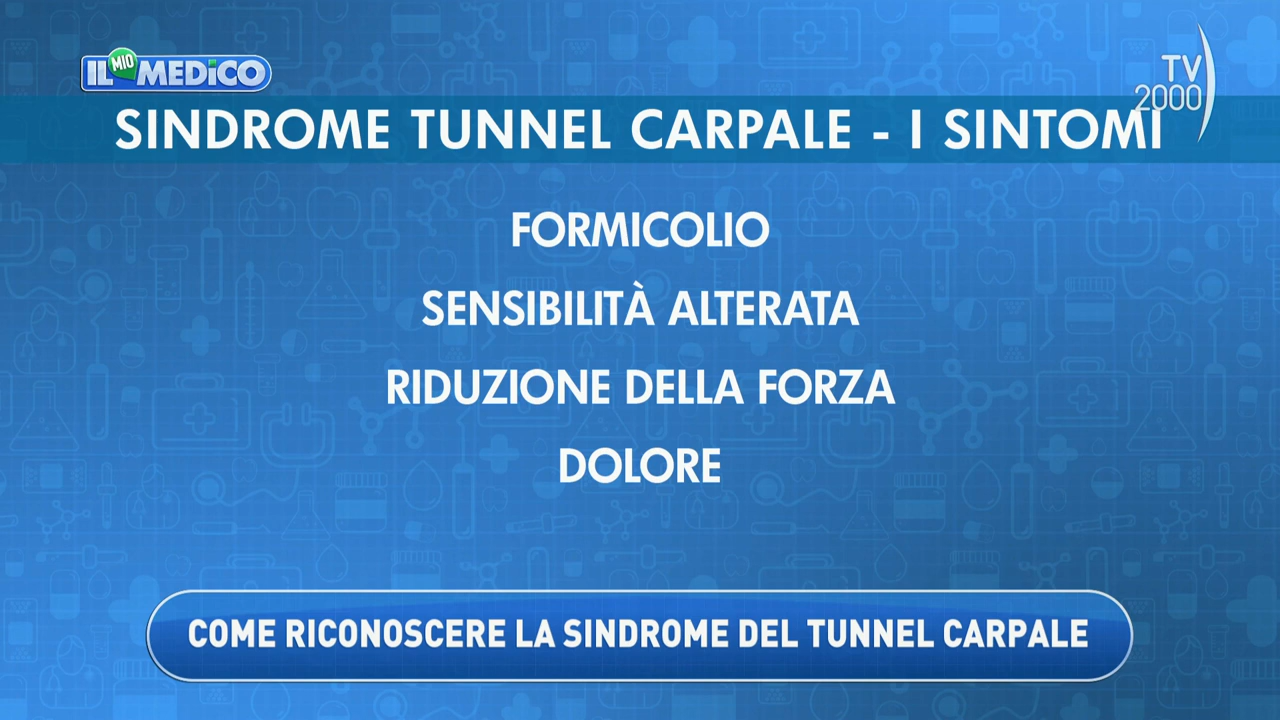 IL MIO MEDICO
TV
2000
SINDROME TUNNEL CARPALE - I SINTOMI
FORMICOLIO
SENSIBILITÀ ALTERATA
RIDUZIONE DELLA FORZA
DOLORE
COME RICONOSCERE LA SINDROME DEL TUNNEL CARPALE